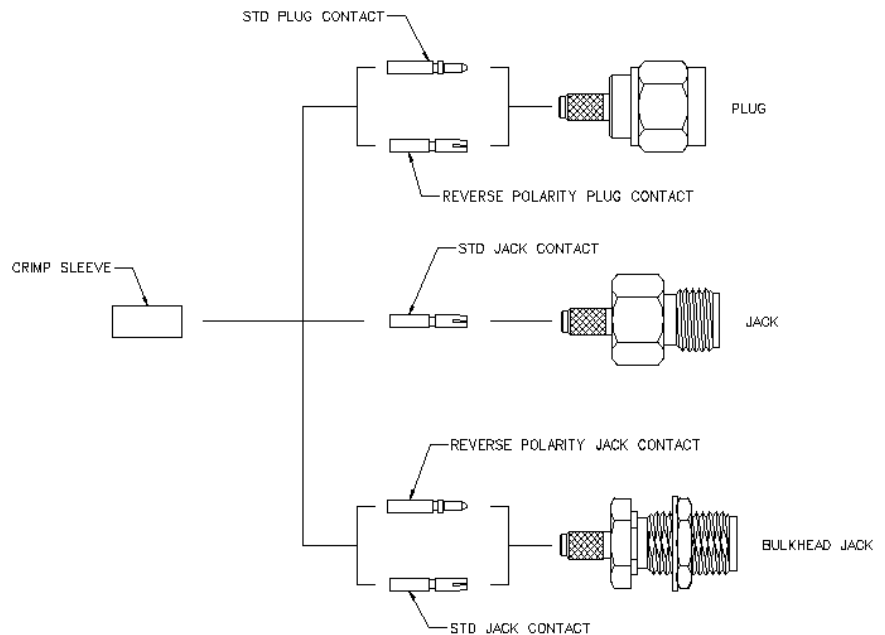 STD PLUG CONTACT
PLUG
REVERSE POLARITY PLUG CONTACT
STD JACK CONTACT
CRIMP SLEEVE
JACK
REVERSE POLARITY JACK CONTACT
BULKHEAD JACK
STD JACK CONTACT